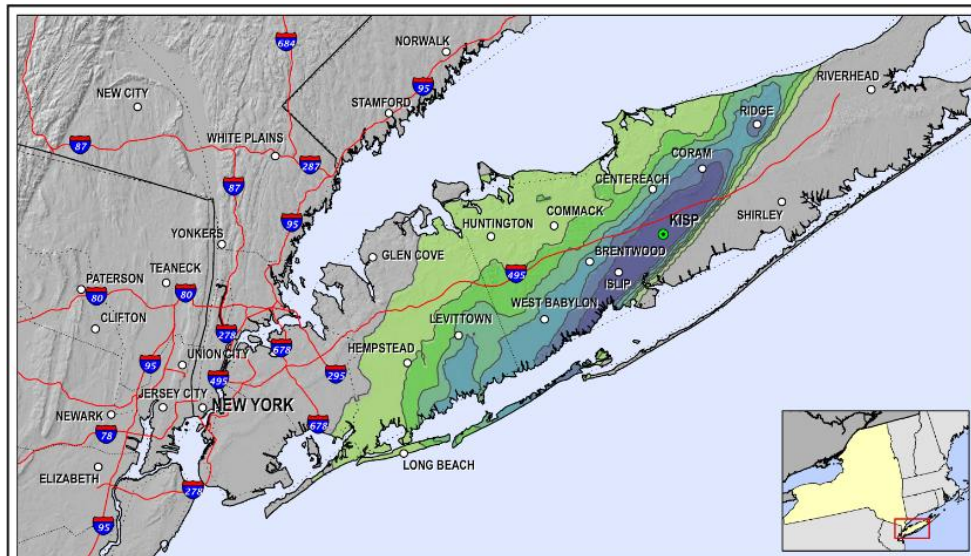 684
NORWALK
95
RIVERHEAD
NEW CITY
STAMFORD
RIDGE
87
WHITE PLAINS
287
CORAM
87
CENTEREACH
95
COMMACK
SHIRLEY
HUNTINGTON
KISP
YONKERS
GLEN COVE
BRENTWOOD
495
PATERSON
TEANECK
ISLIP
80
80
WEST BABYLON
CLIFTON
LEVITTOWN
278
678
HEMPSTEAD
UNION CITY
95
295
495
JERSEY CITY
NEW YORK
NEWARK
678
78
LONG BEACH
ELIZABETH
278
95